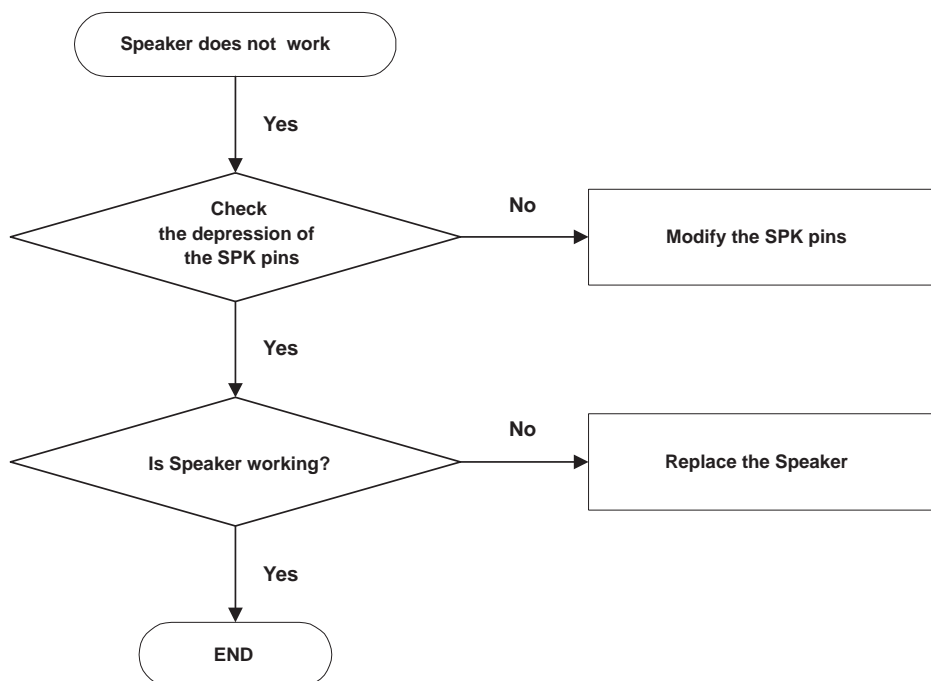 Speaker does not work
Yes
Check
the depression of
the SPK pins
No
Modify the SPK pins
Yes
Is Speaker working?
No
Replace the Speaker
Yes
END